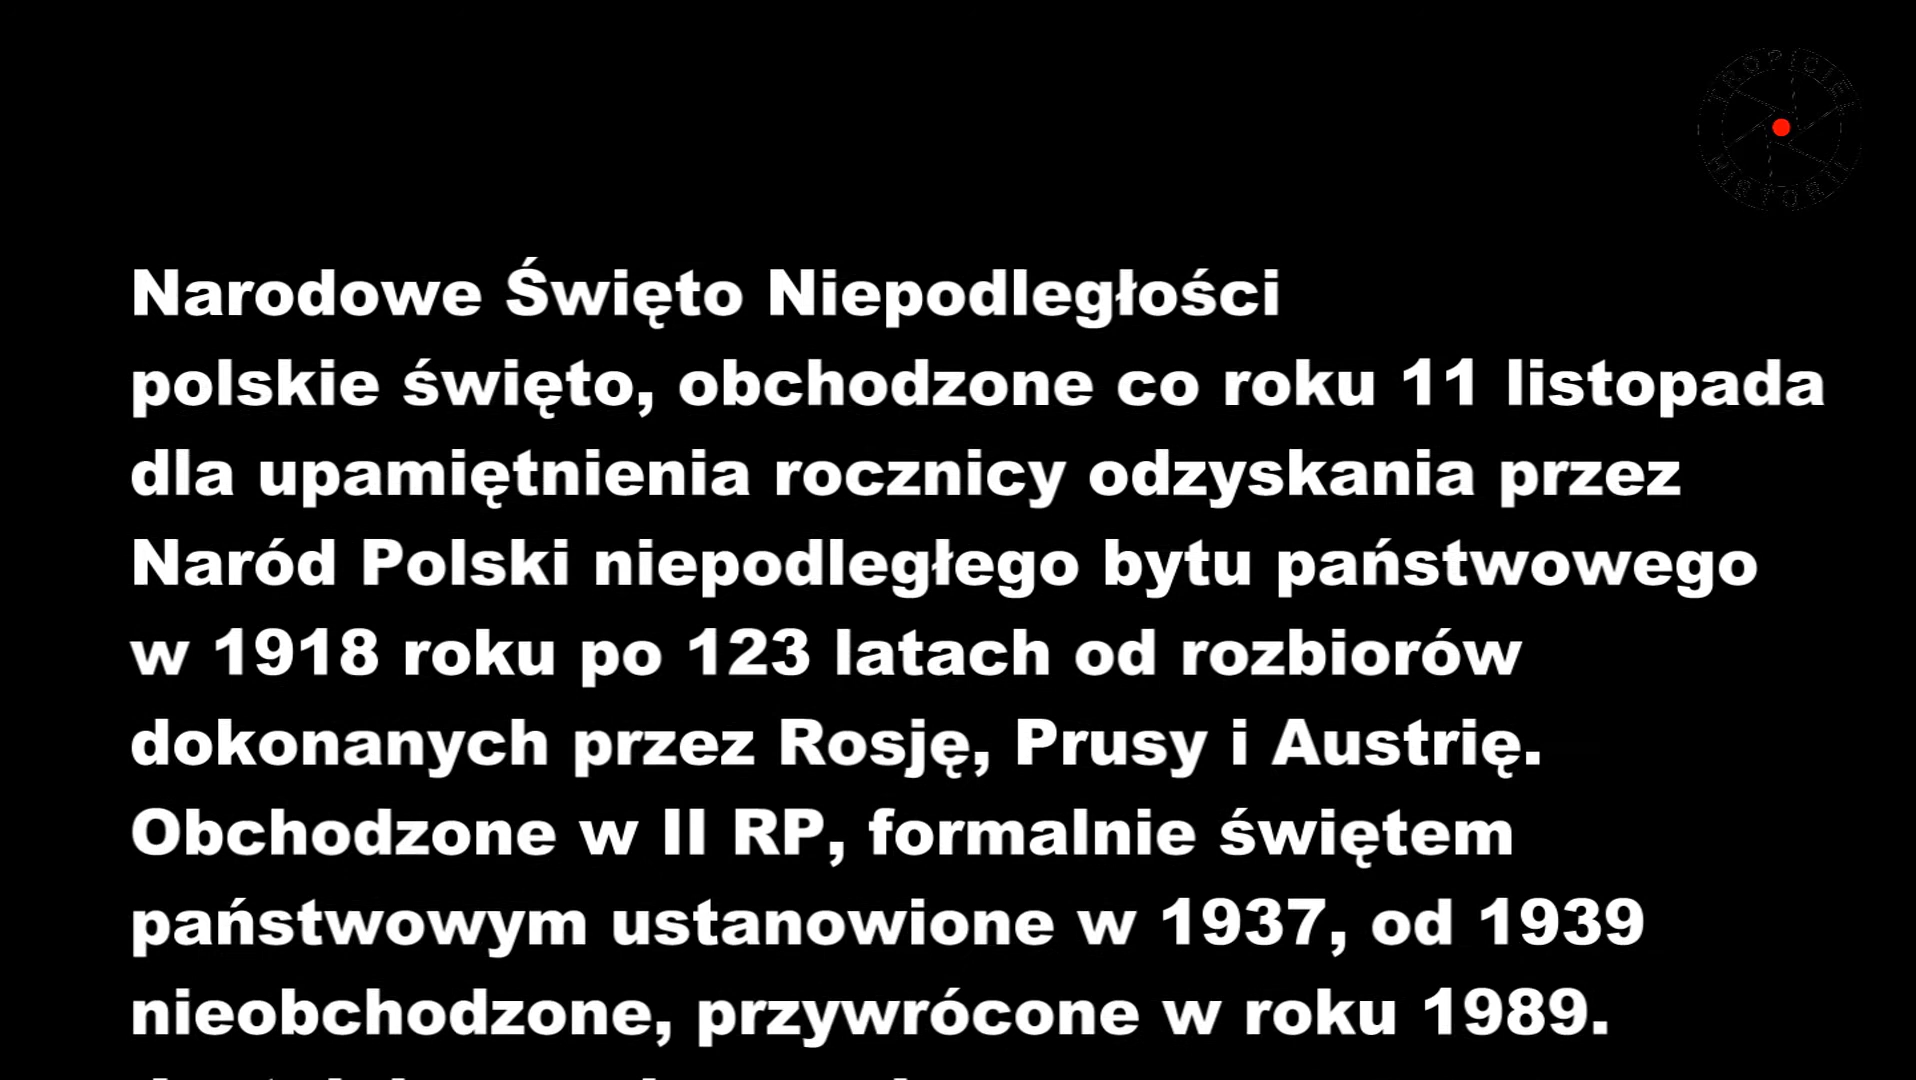 TROPICIEL
HISTORII
Narodowe Święto Niepodległości
polskie święto, obchodzone co roku 11 listopada
dla upamiętnienia rocznicy odzyskania przez
Naród Polski niepodległego bytu państwowego
w 1918 roku po 123 latach od rozbiorów
dokonanych przez Rosję, Prusy i Austrię.
Obchodzone w II RP, formalnie świętem
państwowym ustanowione w 1937, od 1939
nieobchodzone, przywrócone w roku 1989.